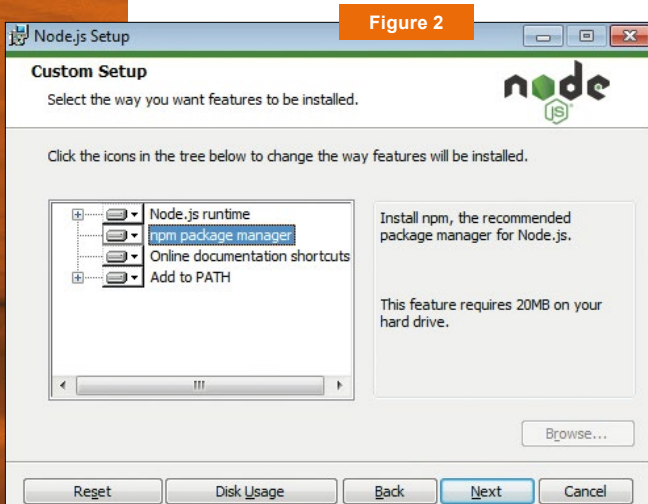 Figure 2
Node.js Setup
Custom Setup
Select the way you want features to be installed.
node
JS
Click the icons in the tree below to change the way features will be installed.
Node.js runtime
npm package manager
Online documentation shortcuts
Add to PATH
Install npm, the recommended
package manager for Node.js.
This feature requires 20MB on your
hard drive.
Browse...
Reset
Disk Usage
Back
Next
Cancel